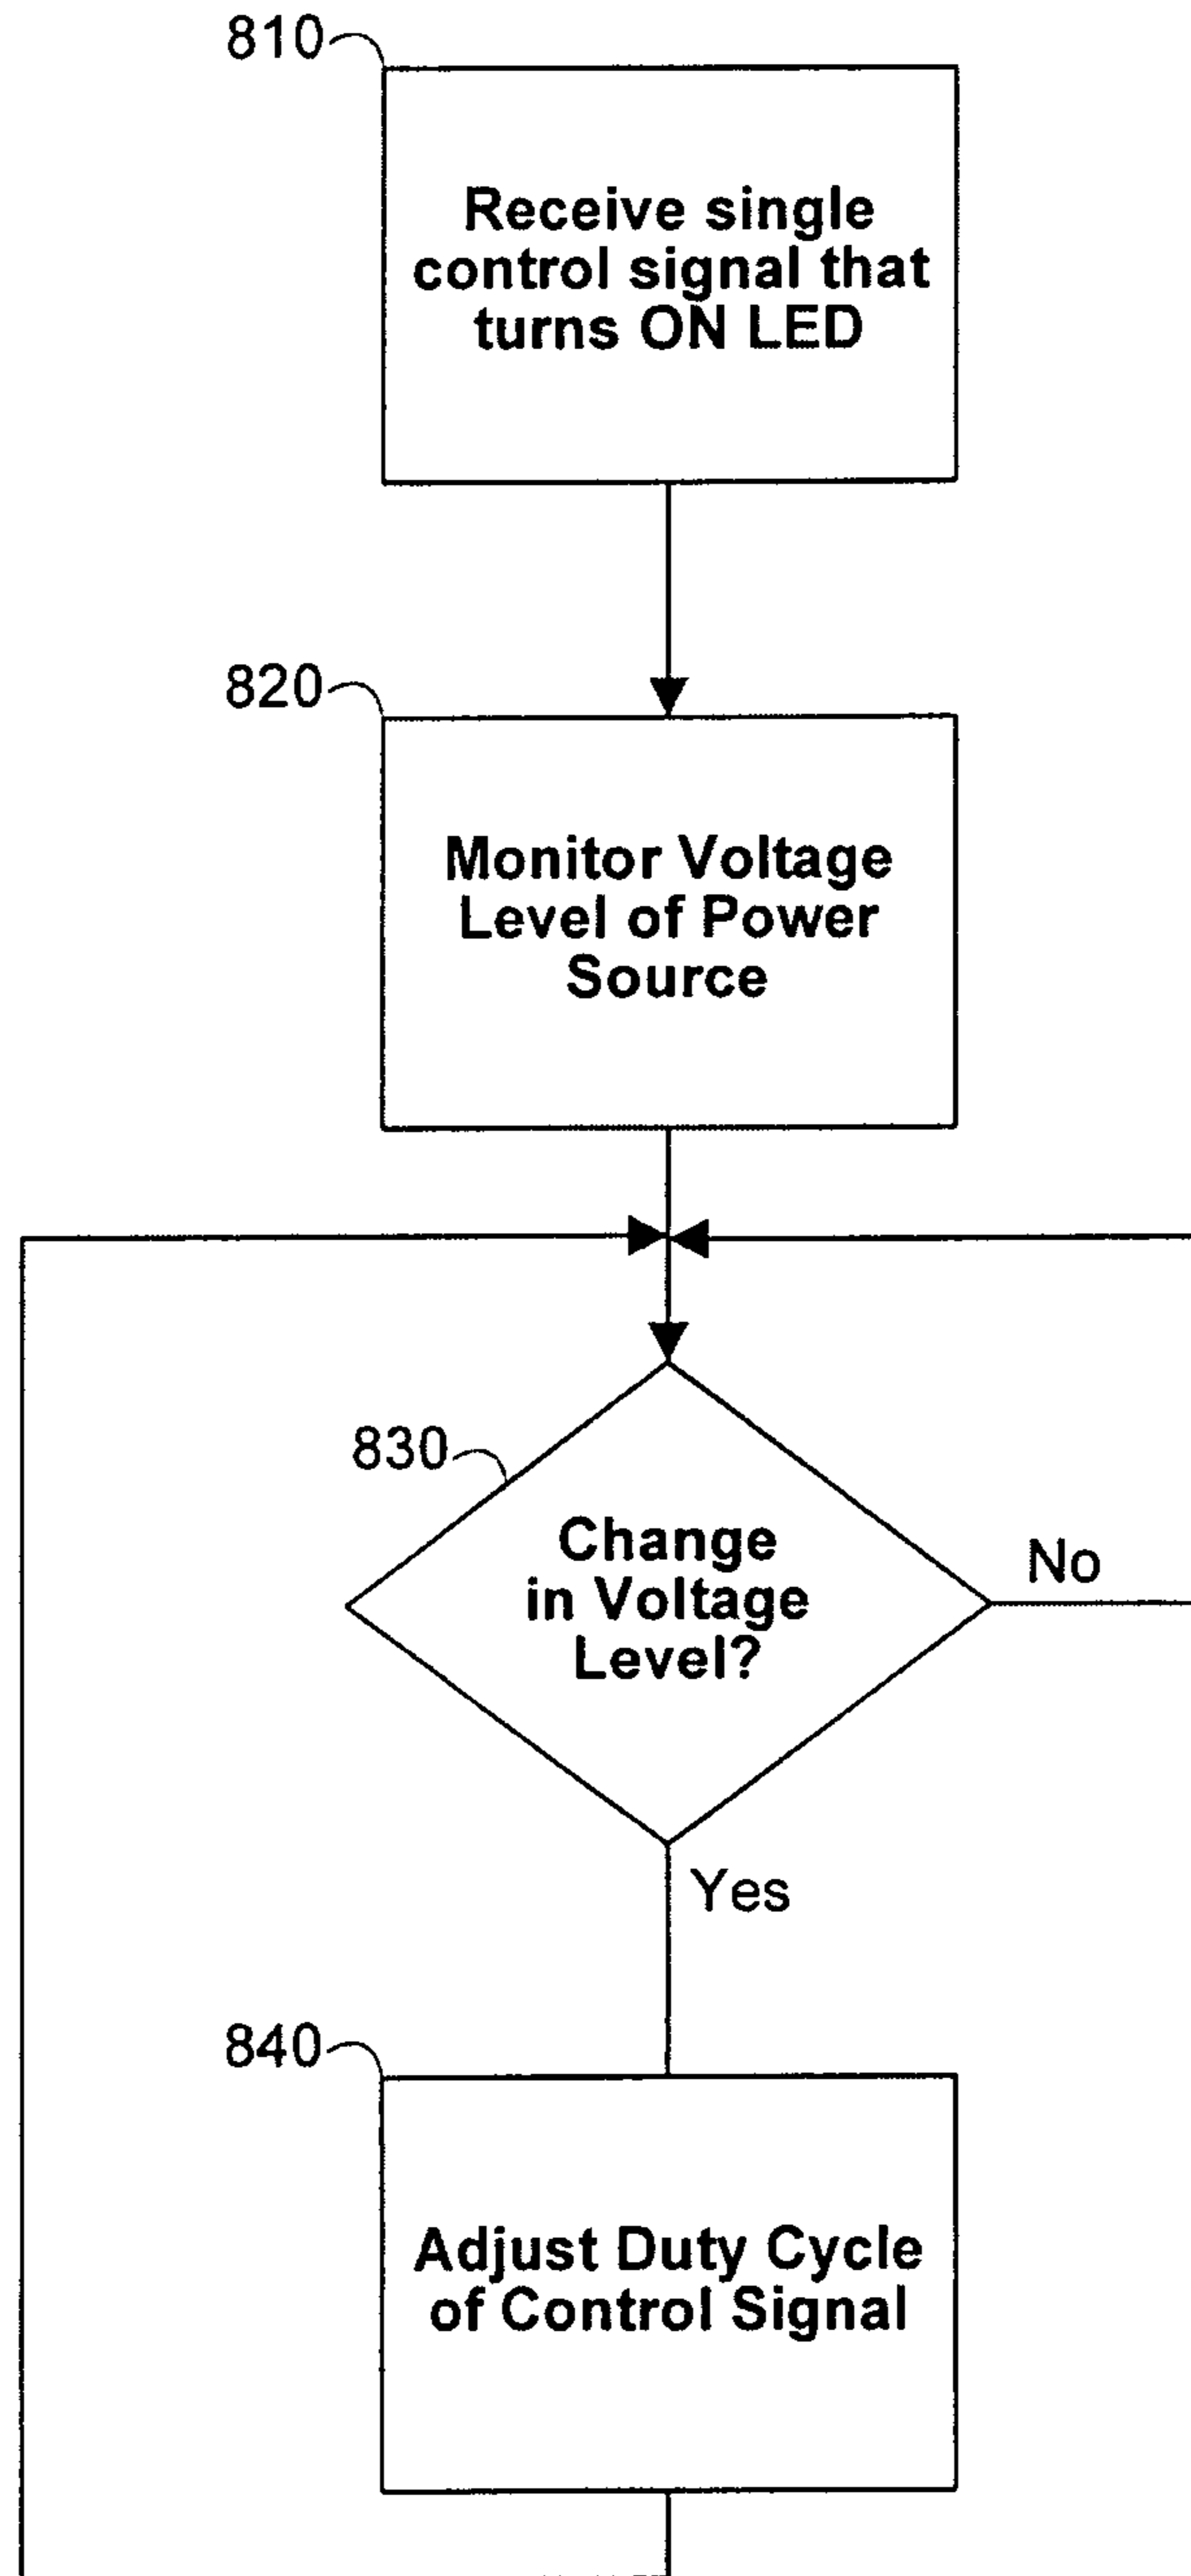 810
Receive single
control signal that
turns ON LED
820
Monitor Voltage
Level of Power
Source
830
Change
in Voltage
Level?
No
Yes
840
Adjust Duty Cycle
of Control Signal